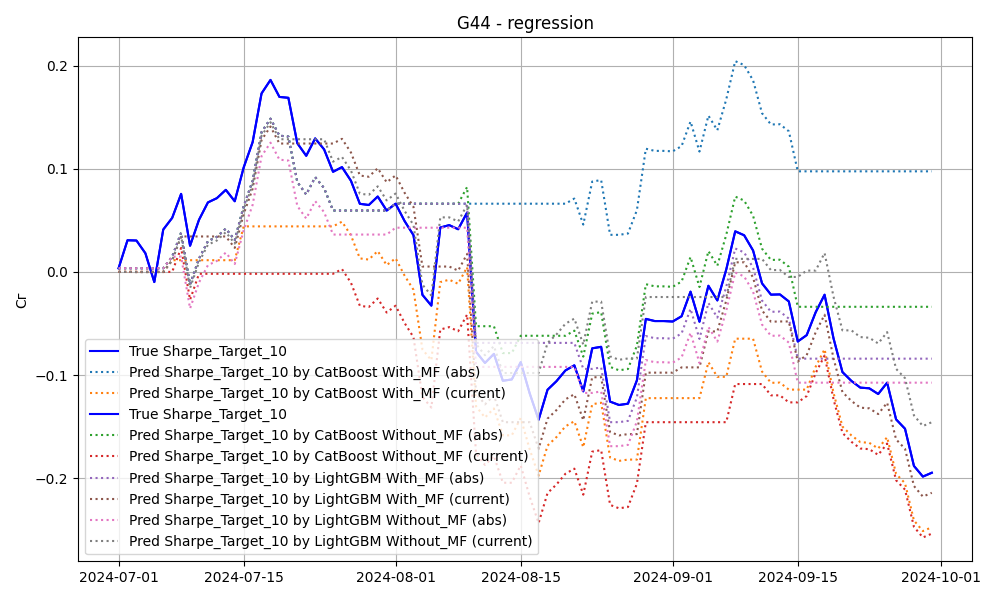 G44 - regression
0.2
0.1
0.0
−0.1
−0.2
Cr
True Sharpe_Target_10
Pred Sharpe_Target_10 by CatBoost With_MF (abs)
Pred Sharpe_Target_10 by CatBoost With_MF (current)
True Sharpe_Target_10
Pred Sharpe_Target_10 by CatBoost Without_MF (abs)
Pred Sharpe_Target_10 by CatBoost Without_MF (current)
Pred Sharpe_Target_10 by LightGBM With_MF (abs)
Pred Sharpe_Target_10 by LightGBM With_MF (current)
Pred Sharpe_Target_10 by LightGBM Without_MF (abs)
Pred Sharpe_Target_10 by LightGBM Without_MF (current)
2024-07-01 2024-07-15 2024-08-01 2024-08-15 2024-09-01 2024-09-15 2024-10-01